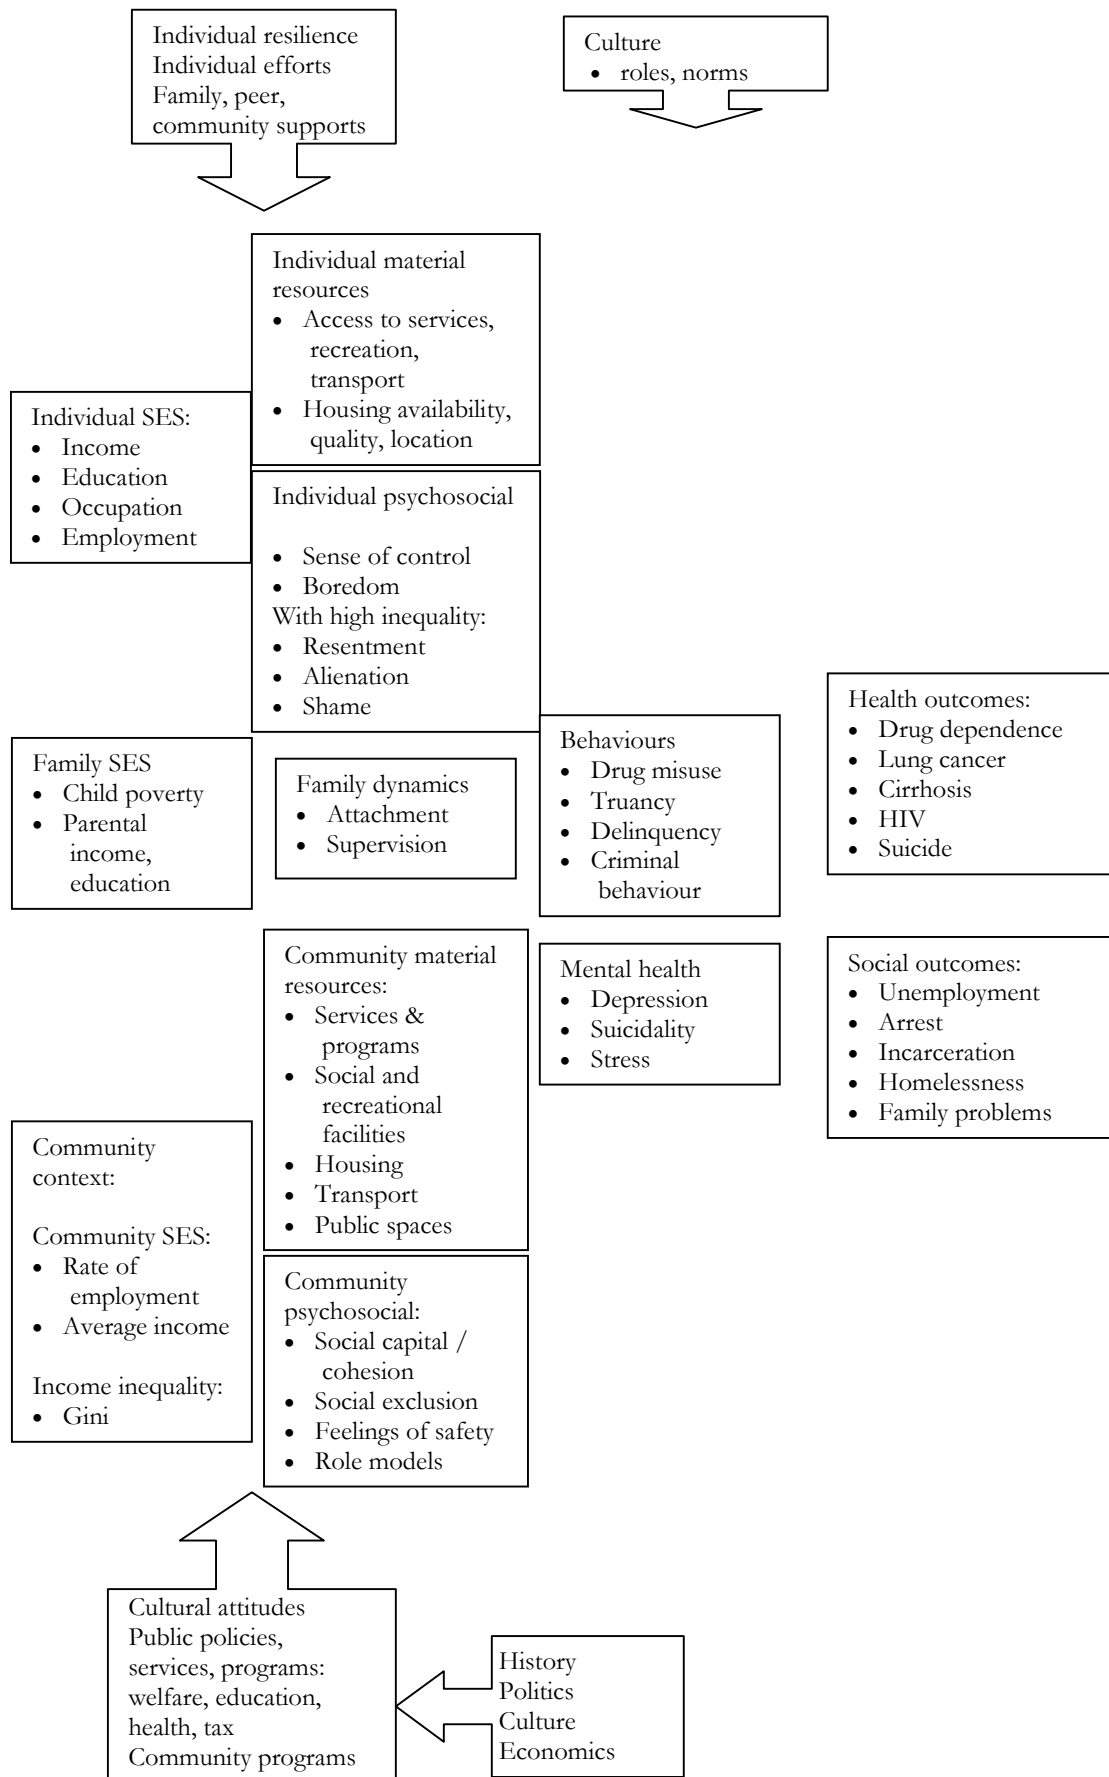 Individual resilience
Individual efforts
Family, peer,
community supports
Culture
• roles, norms
Individual material
resources
• Access to services,
recreation,
transport
• Housing availability,
quality, location
Individual SES:
• Income
• Education
• Occupation
• Employment
Individual psychosocial
• Sense of control
• Boredom
With high inequality:
• Resentment
• Alienation
• Shame
Family SES
• Child poverty
• Parental
income,
education
Family dynamics
• Attachment
• Supervision
Behaviours
• Drug misuse
• Truancy
• Delinquency
• Criminal
behaviour
Health outcomes:
• Drug dependence
• Lung cancer
• Cirrhosis
• HIV
• Suicide
Community material
resources:
• Services &
programs
• Social and
recreational
facilities
• Housing
• Transport
• Public spaces
Mental health
• Depression
• Suicidality
• Stress
Social outcomes:
• Unemployment
• Arrest
• Incarceration
• Homelessness
• Family problems
Community
context:
Community SES:
• Rate of
employment
• Average income
Income inequality:
• Gini
Community
psychosocial:
• Social capital /
cohesion
• Social exclusion
• Feelings of safety
• Role models
Cultural attitudes
Public policies,
services, programs:
welfare, education,
health, tax
Community programs
History
Politics
Culture
Economics